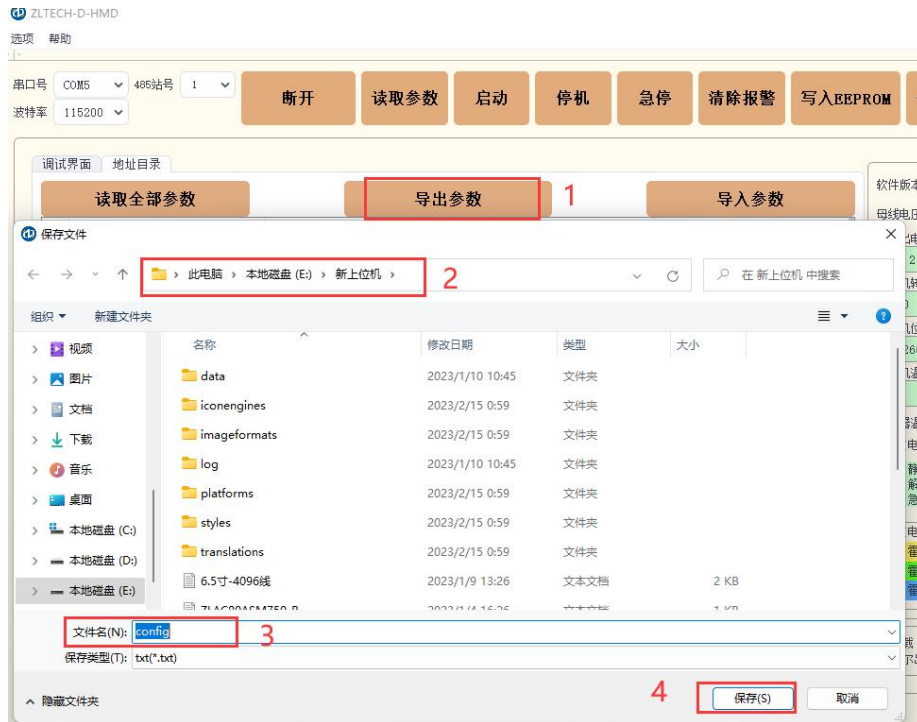 ZLTECH-D-HMD
选项 帮助
串口号 COM5 485站号 1
波特率 115200
断开 读取参数 启动 停机 急停 清除报警 写入EEPROM
调试界面 地址目录
读取全部参数 导出参数 1 导入参数
软件版本
母线电压
保存文件
此电脑 > 本地磁盘 (E:) > 新上位机 > 2 在 新上位机 中搜索
组织 新建文件夹
名称 修改日期 类型 大小
视频
图片
文档
下载
音乐
桌面
本地磁盘 (C:)
本地磁盘 (D:)
本地磁盘 (E:)
data 2023/1/10 10:45 文件夹
iconengines 2023/2/15 0:59 文件夹
imageformats 2023/2/15 0:59 文件夹
log 2023/1/10 10:45 文件夹
platforms 2023/2/15 0:59 文件夹
styles 2023/2/15 0:59 文件夹
translations 2023/2/15 0:59 文件夹
6.5寸-4096线 2023/1/9 13:26 文本文档 2 KB
文件名(N): config 3
保存类型(T): txt(*.txt)
隐藏文件夹 4 保存(S) 取消